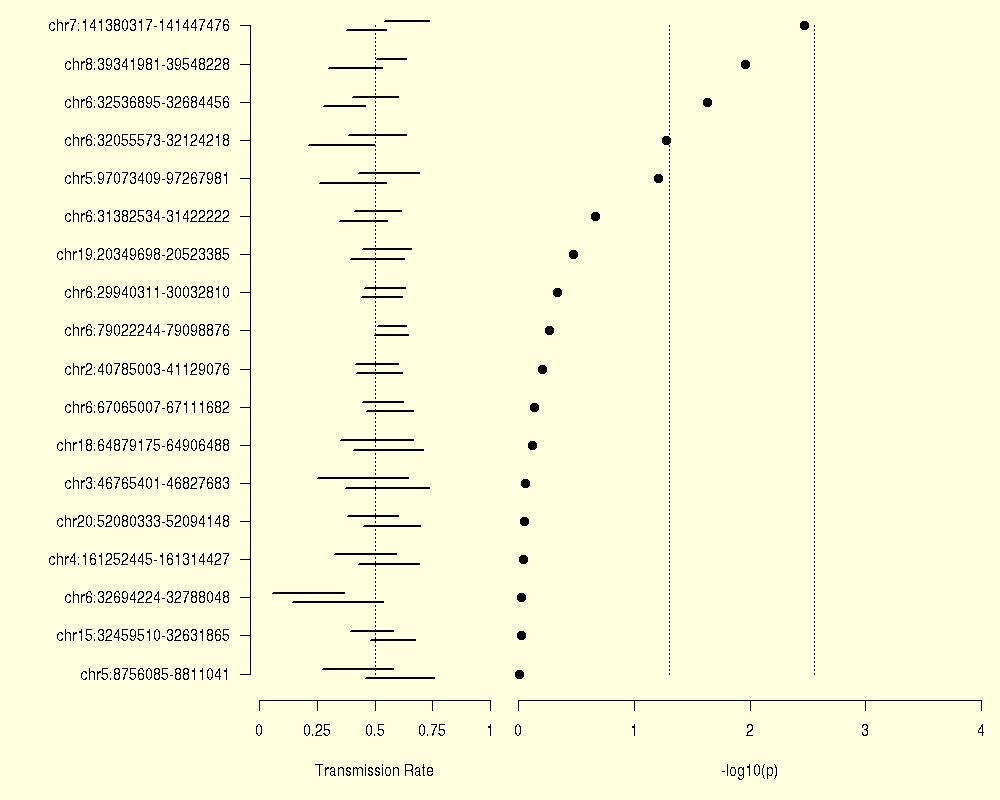 chr7:141380317-141447476
chr8:39341981-39548228
chr6:32536895-32684456
chr6:32055573-32124218
chr5:97073409-97267981
chr6:31382534-31422222
chr19:20349698-20523385
chr6:29940311-30032810
chr6:79022244-79098876
chr2:40785003-41129076
chr6:67065007-67111682
chr18:64879175-64906488
chr3:46765401-46827683
chr20:52080333-52094148
chr4:161252445-161314427
chr6:32694224-32788048
chr15:32459510-32631865
chr5:8756085-8811041
0 0.25 0.5 0.75 1 0 1 2 3 4
Transmission Rate -log10(p)